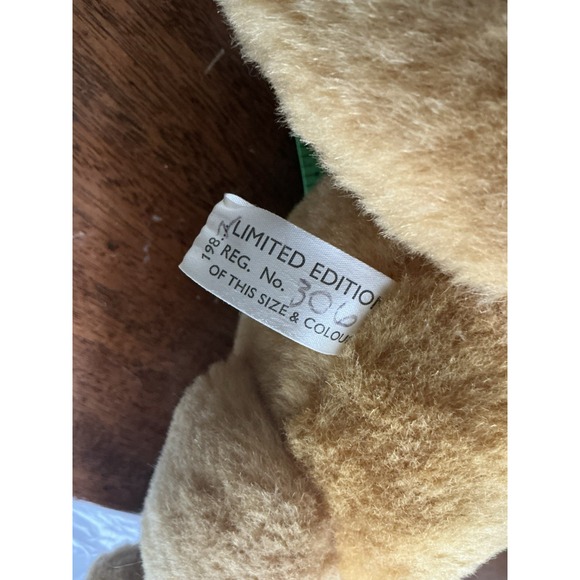 LIMITED EDITION
REG. No. 306
OF THIS SIZE & COLOUR
198